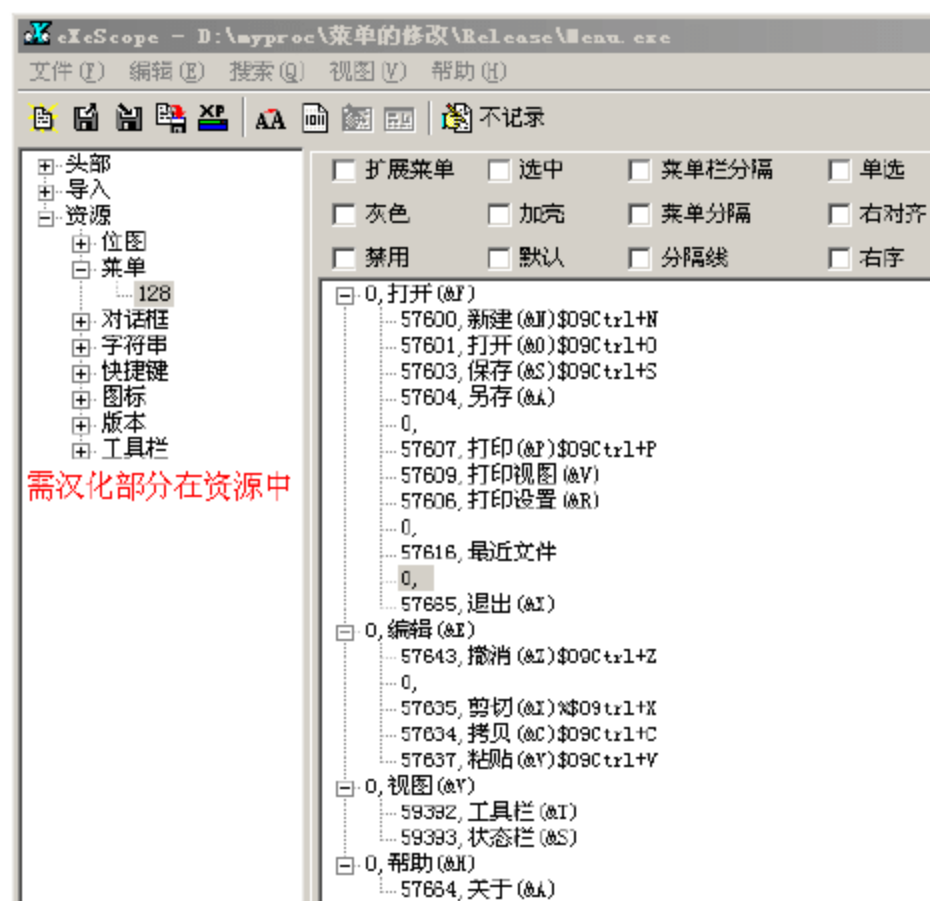 eXeScope - D:\myproc\菜单的修改\Release\Menu.exe
文件(F) 编辑(E) 搜索(Q) 视图(V) 帮助(H)
XP AA 不记录
头部
导入
资源
位图
菜单
128
对话框
字符串
快捷键
图标
版本
工具栏
需汉化部分在资源中
扩展菜单 选中 菜单栏分隔 单选
灰色 加亮 菜单分隔 右对齐
禁用 默认 分隔线 右序
0,打开(&F)
57600,新建(&N)$09Ctrl+N
57601,打开(&O)$09Ctrl+O
57603,保存(&S)$09Ctrl+S
57604,另存(&A)
0,
57607,打印(&P)$09Ctrl+P
57609,打印视图(&V)
57606,打印设置(&R)
0,
57616,最近文件
0,
57665,退出(&X)
0,编辑(&E)
57643,撤消(&Z)$09Ctrl+Z
0,
57635,剪切(&X)%$09trl+X
57634,拷贝(&C)$09Ctrl+C
57637,粘贴(&V)$09Ctrl+V
0,视图(&V)
59392,工具栏(&T)
59393,状态栏(&S)
0,帮助(&H)
57664,关于(&A)